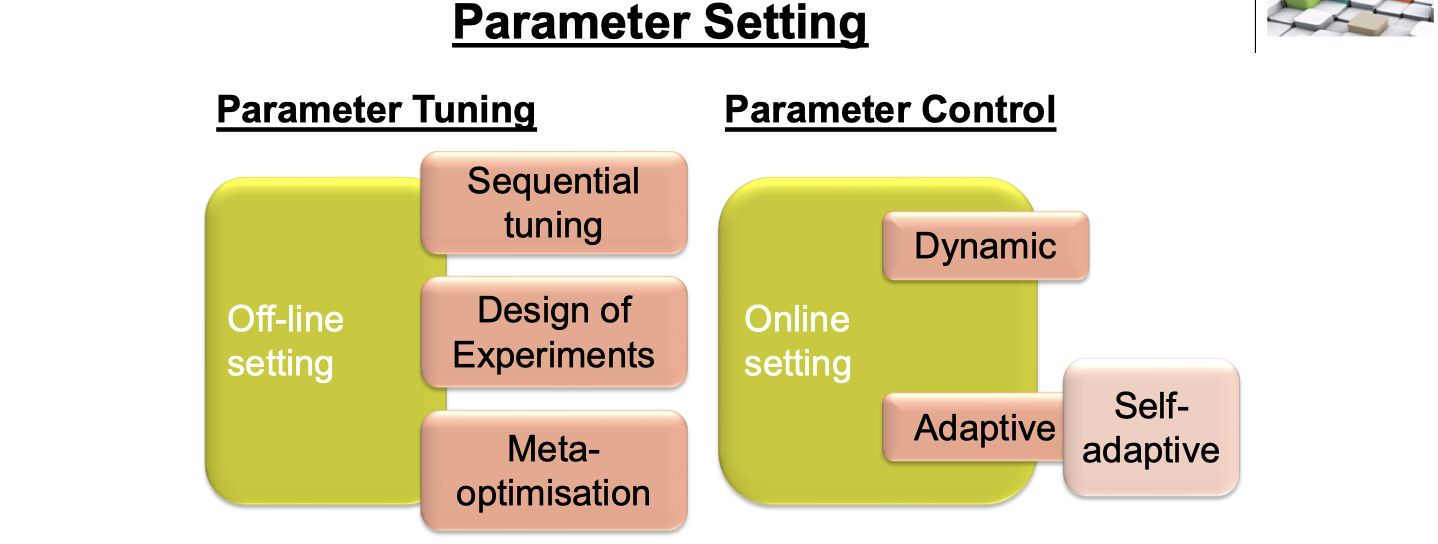 Parameter Setting
Parameter Tuning
Off-line
setting
Sequential
tuning
Design of
Experiments
Meta-
optimisation
Parameter Control
Online
setting
Dynamic
Adaptive
Self-
adaptive